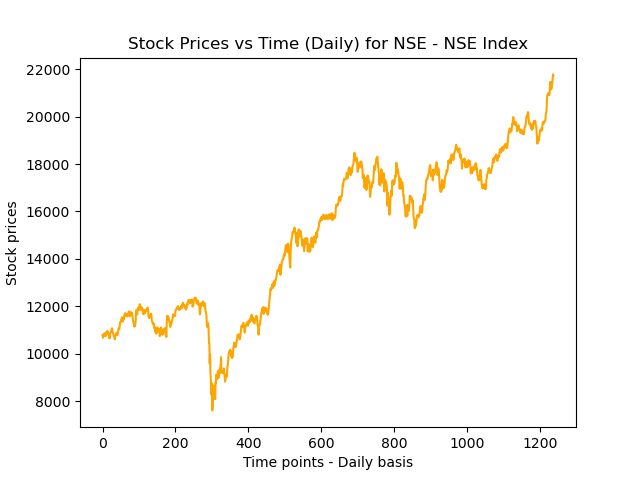 Stock Prices vs Time (Daily) for NSE - NSE Index
22000
20000
18000
16000
14000
12000
10000
8000
Stock prices
0 200 400 600 800 1000 1200
Time points - Daily basis